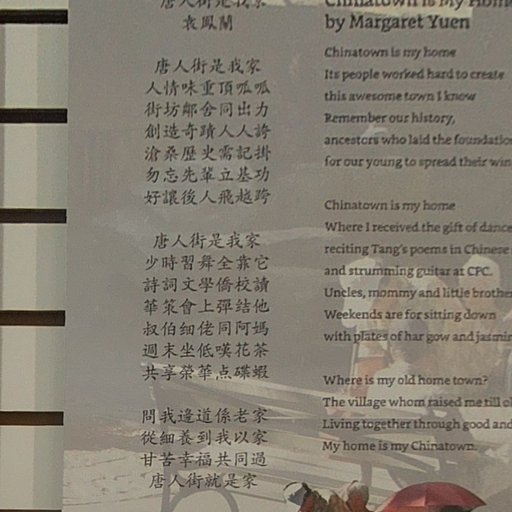 唐人街是我家
袁鳳蘭
唐人街是我家
人情味重頂呱呱
街坊鄰舍同出力
創造奇蹟人人誇
滄桑歷史需記掛
勿忘先輩立基功
好讓後人飛越跨
唐人街是我家
少時習舞全靠它
詩詞文學僑校讀
華策會上彈結他
叔伯細佬同阿媽
週末坐低嘆花茶
共享榮華点碟蝦
問我邊道係老家
從細養到我以家
甘苦幸福共同過
唐人街就是家
Chinatown is My Home
by Margaret Yuen
Chinatown is my home
Its people worked hard to create
this awesome town I know
Remember our history,
ancestors who laid the foundation
for our young to spread their win
Chinatown is my home
Where I received the gift of dance
reciting Tang's poems in Chinese
and strumming guitar at CPC.
Uncles, mommy and little brother
Weekends are for sitting down
with plates of har gow and jasmin
Where is my old home town?
The village whom raised me till ol
Living together through good and
My home is my Chinatown.